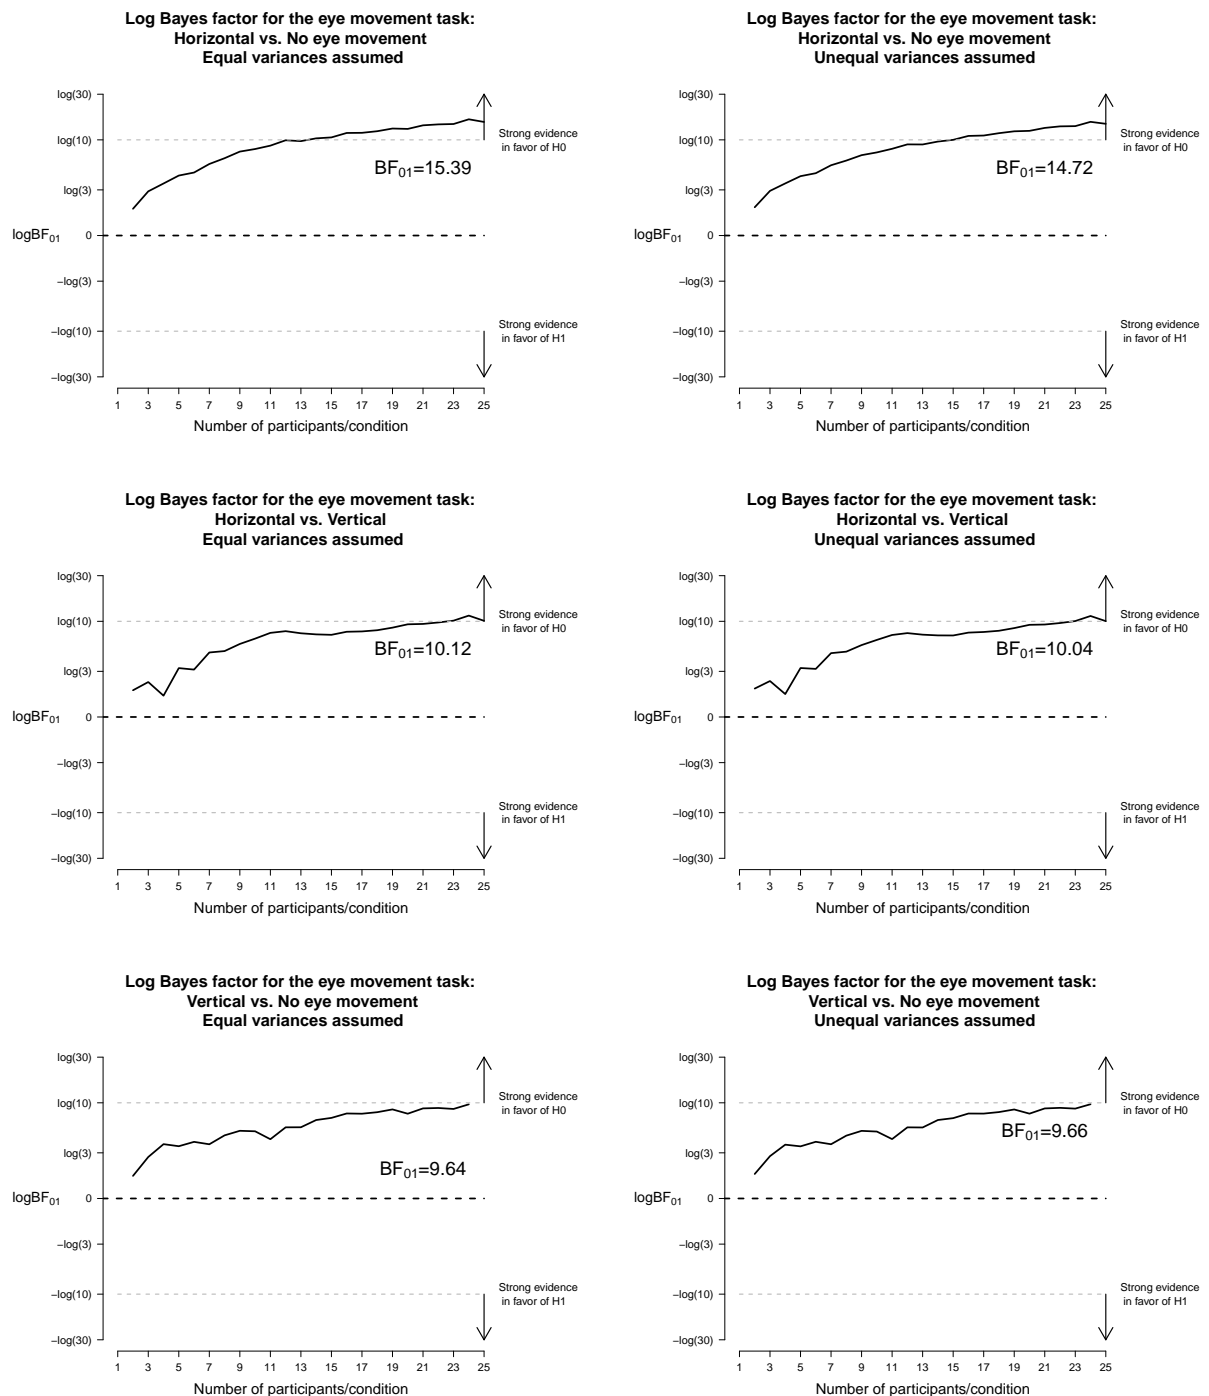 Log Bayes factor for the eye movement task:
Horizontal vs. No eye movement
Equal variances assumed
log(30)
log(10)
log(3)
logBF01 0
−log(3)
−log(10)
−log(30)
Strong evidence
in favor of H0
BF01=15.39
Strong evidence
in favor of H1
1 3 5 7 9 11 13 15 17 19 21 23 25
Number of participants/condition
Log Bayes factor for the eye movement task:
Horizontal vs. No eye movement
Unequal variances assumed
log(30)
log(10)
log(3)
logBF01 0
−log(3)
−log(10)
−log(30)
Strong evidence
in favor of H0
BF01=14.72
Strong evidence
in favor of H1
1 3 5 7 9 11 13 15 17 19 21 23 25
Number of participants/condition
Log Bayes factor for the eye movement task:
Horizontal vs. Vertical
Equal variances assumed
log(30)
log(10)
log(3)
logBF01 0
−log(3)
−log(10)
−log(30)
Strong evidence
in favor of H0
BF01=10.12
Strong evidence
in favor of H1
1 3 5 7 9 11 13 15 17 19 21 23 25
Number of participants/condition
Log Bayes factor for the eye movement task:
Horizontal vs. Vertical
Unequal variances assumed
log(30)
log(10)
log(3)
logBF01 0
−log(3)
−log(10)
−log(30)
Strong evidence
in favor of H0
BF01=10.04
Strong evidence
in favor of H1
1 3 5 7 9 11 13 15 17 19 21 23 25
Number of participants/condition
Log Bayes factor for the eye movement task:
Vertical vs. No eye movement
Equal variances assumed
log(30)
log(10)
log(3)
logBF01 0
−log(3)
−log(10)
−log(30)
Strong evidence
in favor of H0
BF01=9.64
Strong evidence
in favor of H1
1 3 5 7 9 11 13 15 17 19 21 23 25
Number of participants/condition
Log Bayes factor for the eye movement task:
Vertical vs. No eye movement
Unequal variances assumed
log(30)
log(10)
log(3)
logBF01 0
−log(3)
−log(10)
−log(30)
Strong evidence
in favor of H0
BF01=9.66
Strong evidence
in favor of H1
1 3 5 7 9 11 13 15 17 19 21 23 25
Number of participants/condition